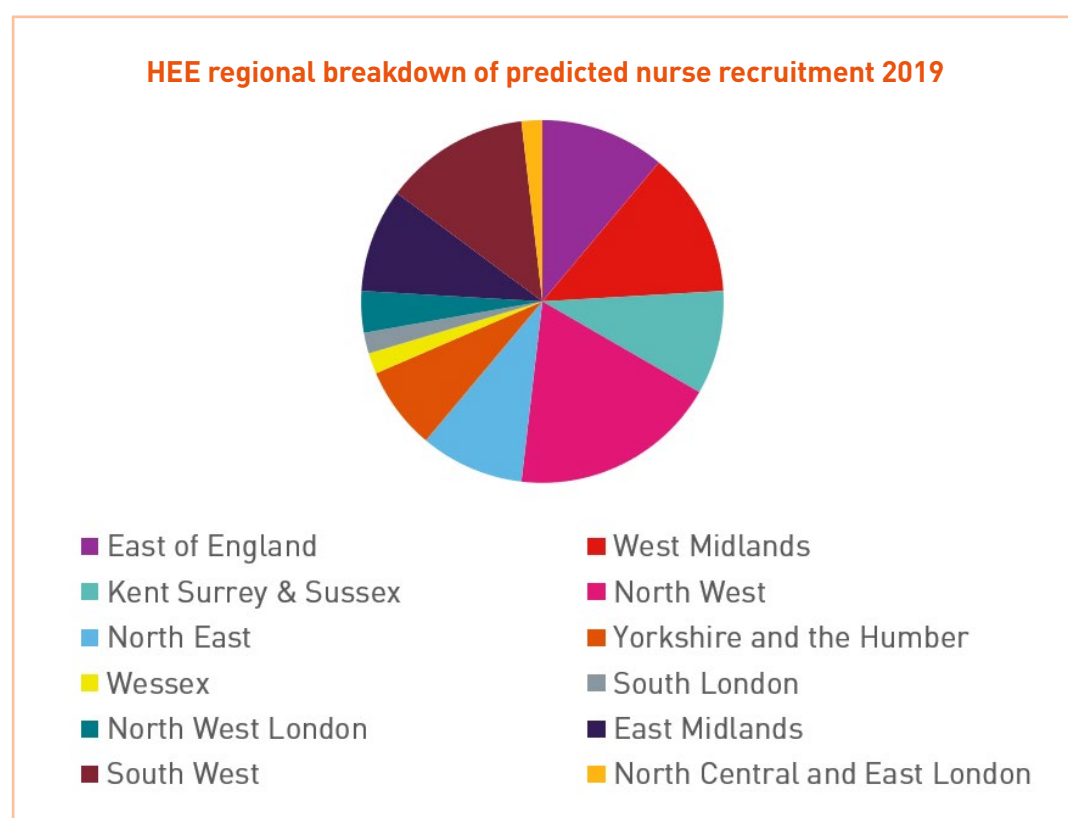 HEE regional breakdown of predicted nurse recruitment 2019
East of England
West Midlands
Kent Surrey & Sussex
North West
North East
Yorkshire and the Humber
Wessex
South London
North West London
East Midlands
South West
North Central and East London